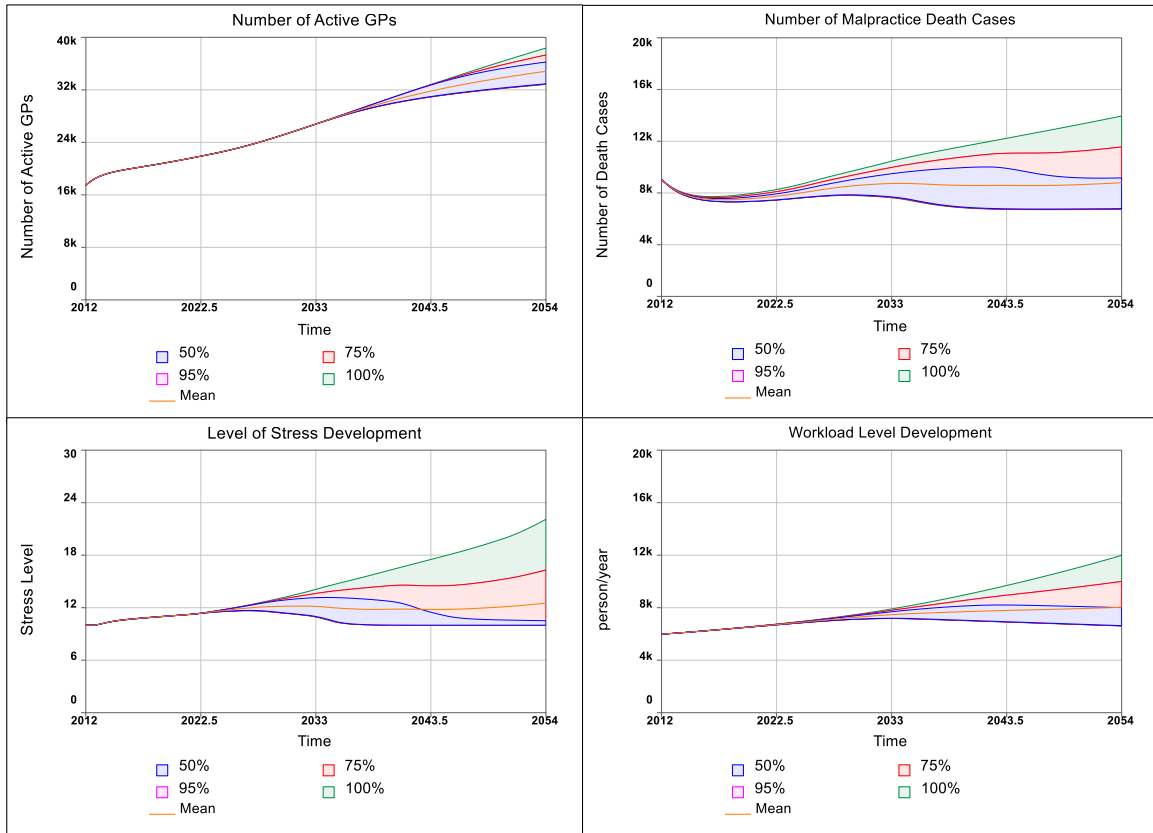 Number of Active GPs
Number of Active GPs
40k
32k
24k
16k
8k
0
2012 2022.5 2033 2043.5 2054
Time
50% 75%
95% 100%
Mean
Number of Malpractice Death Cases
Number of Death Cases
20k
16k
12k
8k
4k
0
2012 2022.5 2033 2043.5 2054
Time
50% 75%
95% 100%
Mean
Level of Stress Development
Stress Level
30
24
18
12
6
0
2012 2022.5 2033 2043.5 2054
Time
50% 75%
95% 100%
Mean
Workload Level Development
person/year
20k
16k
12k
8k
4k
0
2012 2022.5 2033 2043.5 2054
Time
50% 75%
95% 100%
Mean